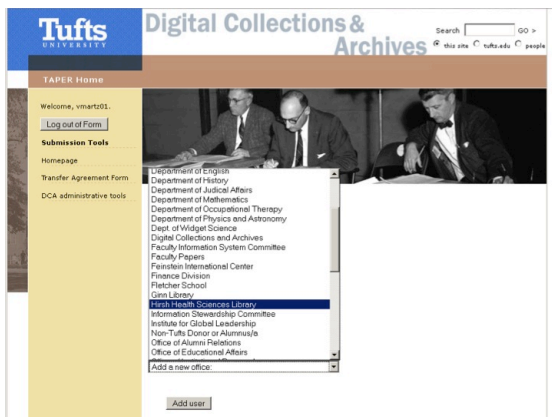 Tufts
UNIVERSITY
Digital Collections &
Archives
Search GO >
this site tufts.edu people
TAPER Home
Welcome, vmartz01.
Log out of Form
Submission Tools
Homepage
Transfer Agreement Form
DCA administrative tools
Department of English
Department of History
Department of Judical Affairs
Department of Mathematics
Department of Occupational Therapy
Department of Physics and Astronomy
Dept. of Widget Science
Digital Collections and Archives
Faculty Information System Committee
Faculty Papers
Feinstein International Center
Finance Division
Fletcher School
Ginn Library
Hirsh Health Sciences Library
Information Stewardship Committee
Institute for Global Leadership
Non-Tufts Donor or Alumnus/a
Office of Alumni Relations
Office of Educational Affairs
Add a new office:
Add user